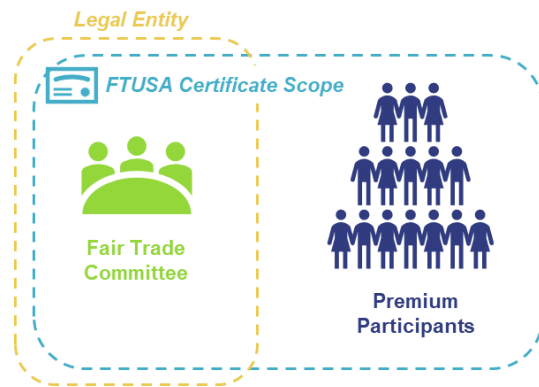 Legal Entity
FTUSA Certificate Scope
Fair Trade
Committee
Premium
Participants